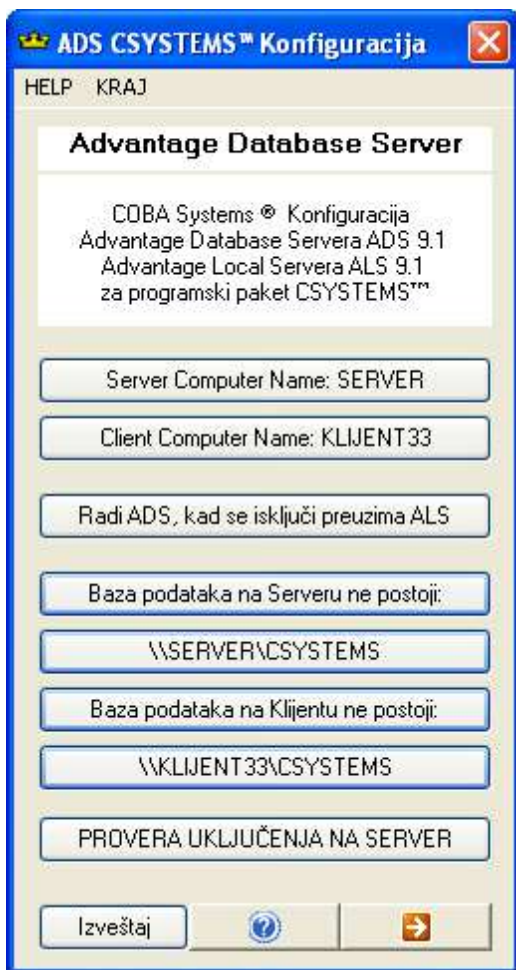 ADS CSYSTEMS™ Konfiguracija
HELP KRAJ
Advantage Database Server
COBA Systems ® Konfiguracija
Advantage Database Servera ADS 9.1
Advantage Local Servera ALS 9.1
za programski paket CSYSTEMS™
Server Computer Name: SERVER
Client Computer Name: KLIJENT33
Radi ADS, kad se isključi preuzima ALS
Baza podataka na Serveru ne postoji:
\\SERVER\CSYSTEMS
Baza podataka na Klijentu ne postoji:
\\KLIJENT33\CSYSTEMS
PROVERA UKLJUČENJA NA SERVER
Izveštaj